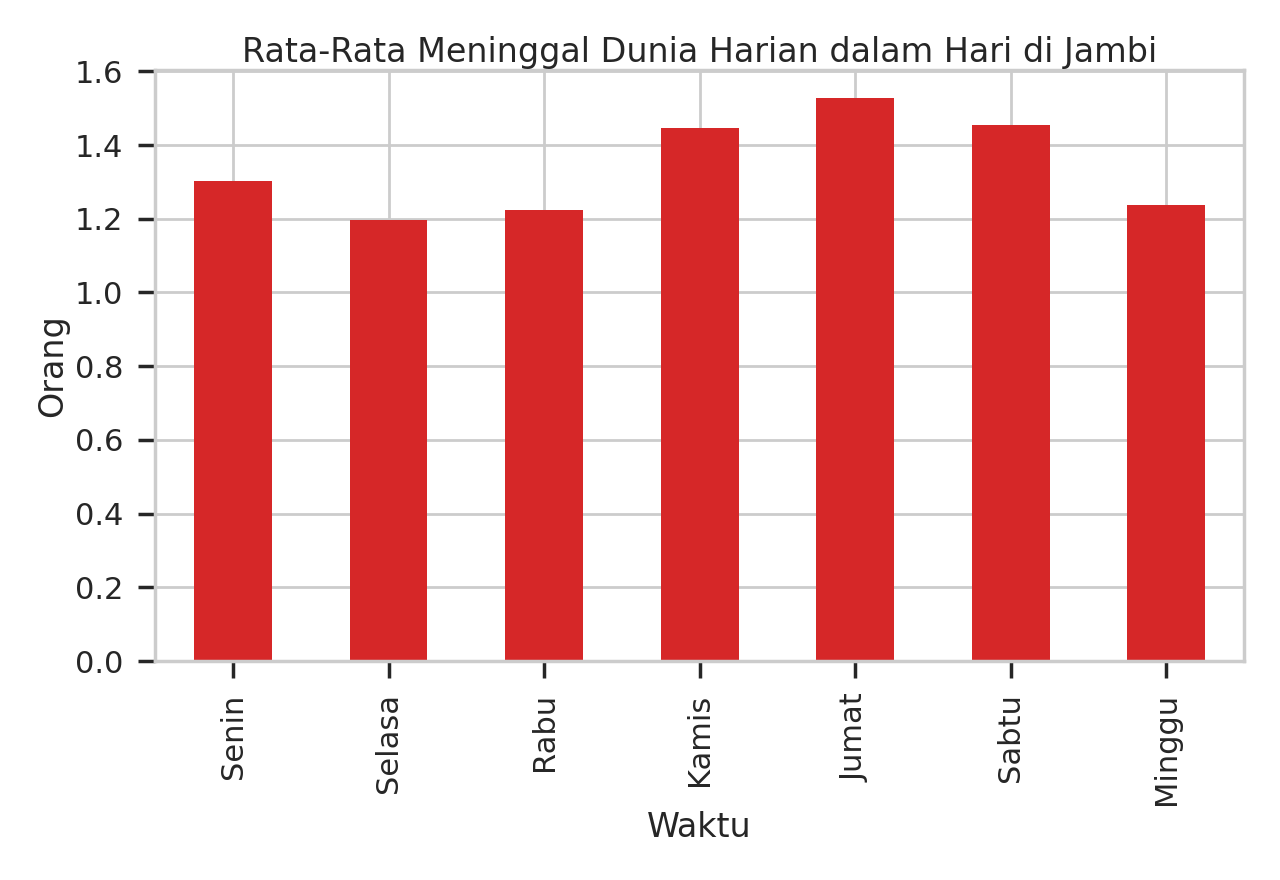 Rata-Rata Meninggal Dunia Harian dalam Hari di Jambi
1.6
1.4
1.2
1.0
0.8
0.6
0.4
0.2
0.0
Orang
Senin
Selasa
Rabu
Kamis
Jumat
Sabtu
Minggu
Waktu